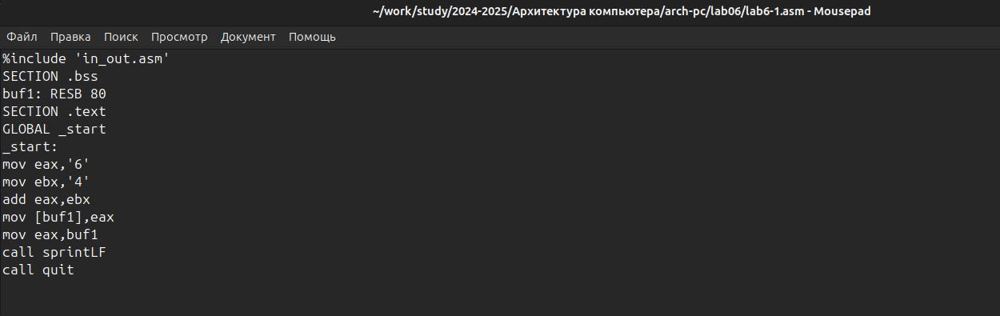 ~/work/study/2024-2025/Архитектура компьютера/arch-pc/lab06/lab6-1.asm - Mousepad
Файл Правка Поиск Просмотр Документ Помощь
%include 'in_out.asm'
SECTION .bss
buf1: RESB 80
SECTION .text
GLOBAL _start
_start:
mov eax,'6'
mov ebx,'4'
add eax,ebx
mov [buf1],eax
mov eax,buf1
call sprintLF
call quit